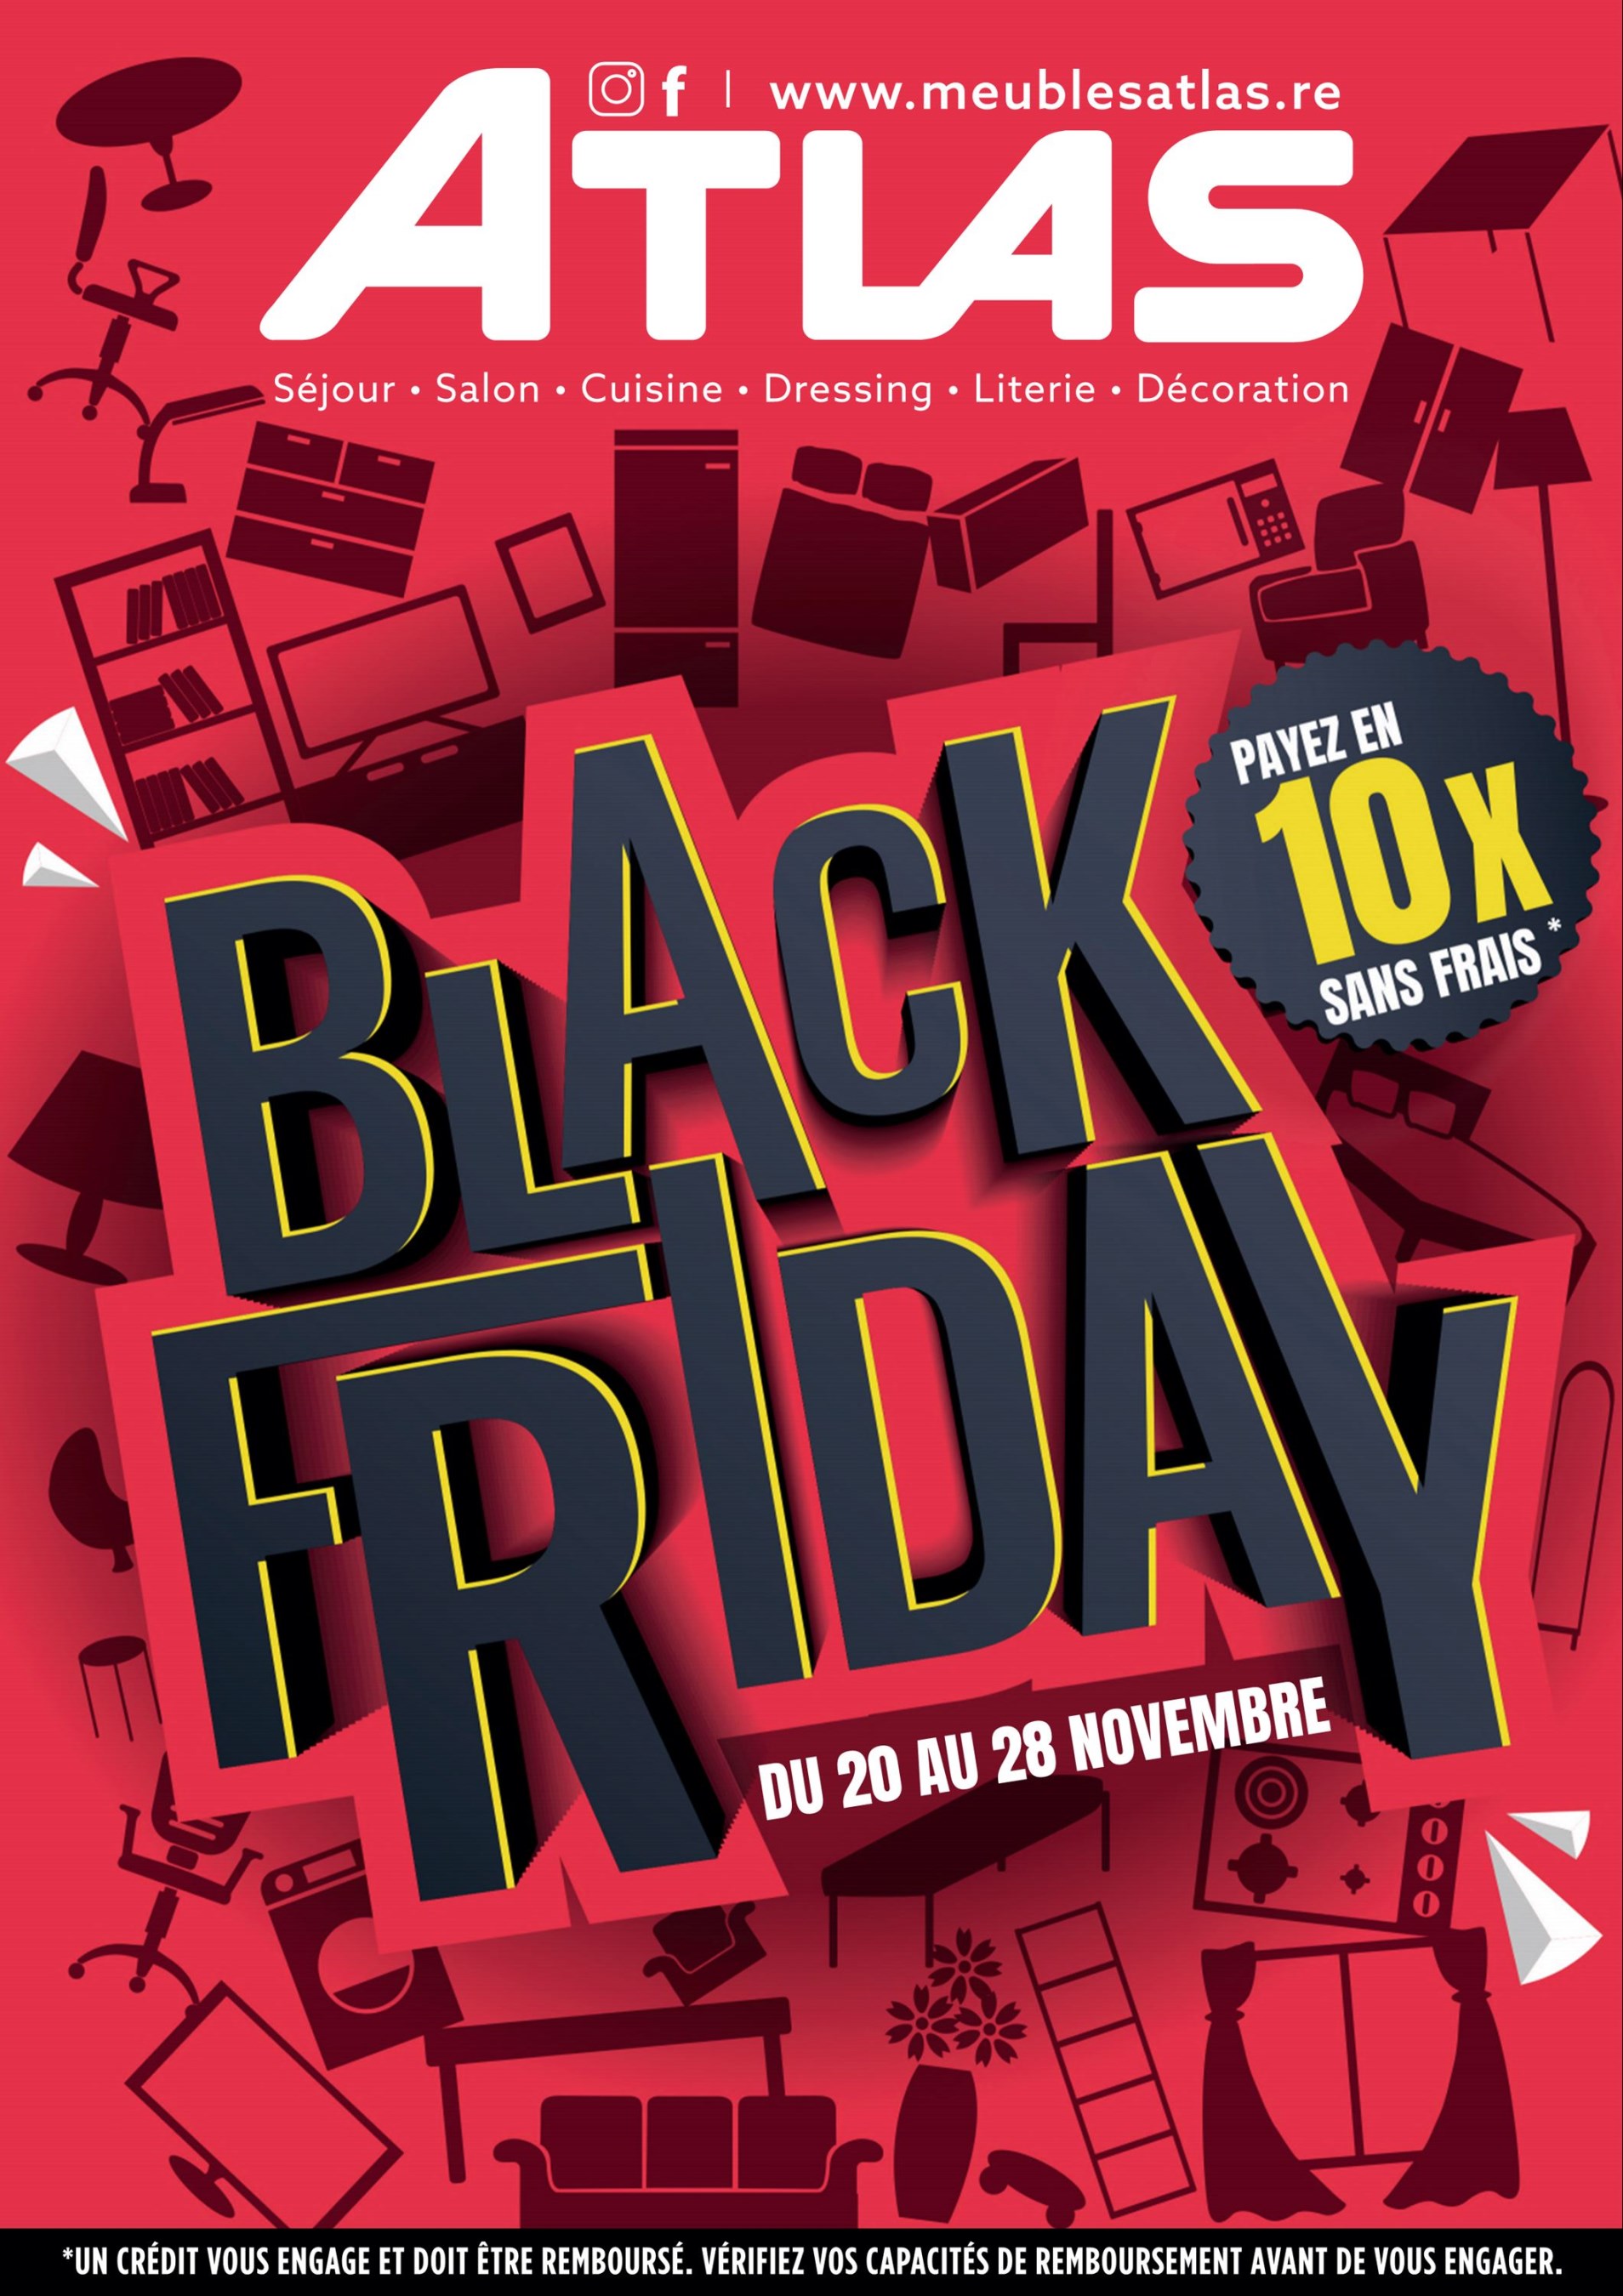 www.meublesatlas.re
ATLAS
Séjour • Salon • Cuisine • Dressing • Literie • Décoration
PAYEZ EN
10X
SANS FRAIS *
BLACK
FRIDAY
DU 20 AU 28 NOVEMBRE
*UN CRÉDIT VOUS ENGAGE ET DOIT ÊTRE REMBOURSÉ. VÉRIFIEZ VOS CAPACITÉS DE REMBOURSEMENT AVANT DE VOUS ENGAGER.